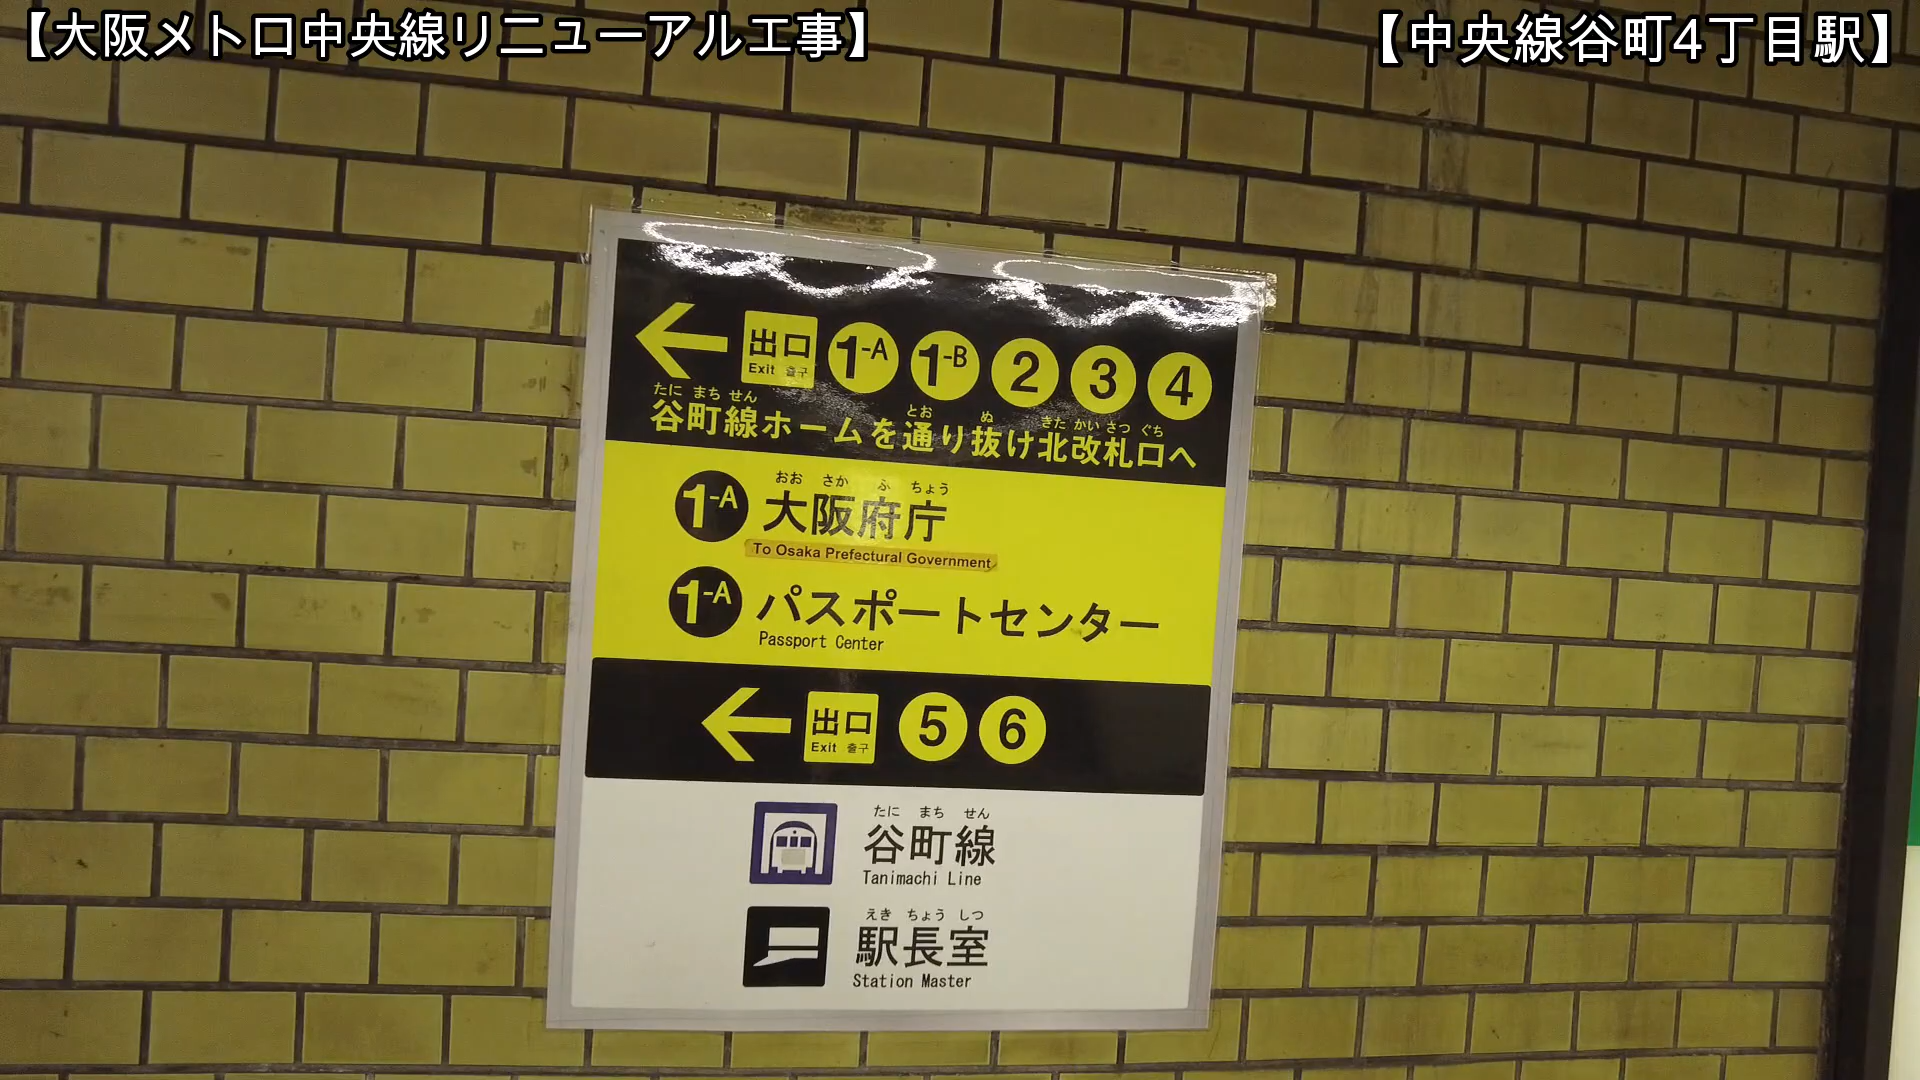 【大阪メトロ中央線リニューアル工事】
【中央線谷町4丁目駅】
出口 1-A 1-B 2 3 4
Exit 출구
たに まち せん とお ぬ きた かい さつ ぐち
谷町線ホームを通り抜け北改札口へ
おお さか ふ ちょう
1-A 大阪府庁
To Osaka Prefectural Government
1-A パスポートセンター
Passport Center
出口 5 6
Exit 출구
たに まち せん
谷町線
Tanimachi Line
えき ちょう しつ
駅長室
Station Master